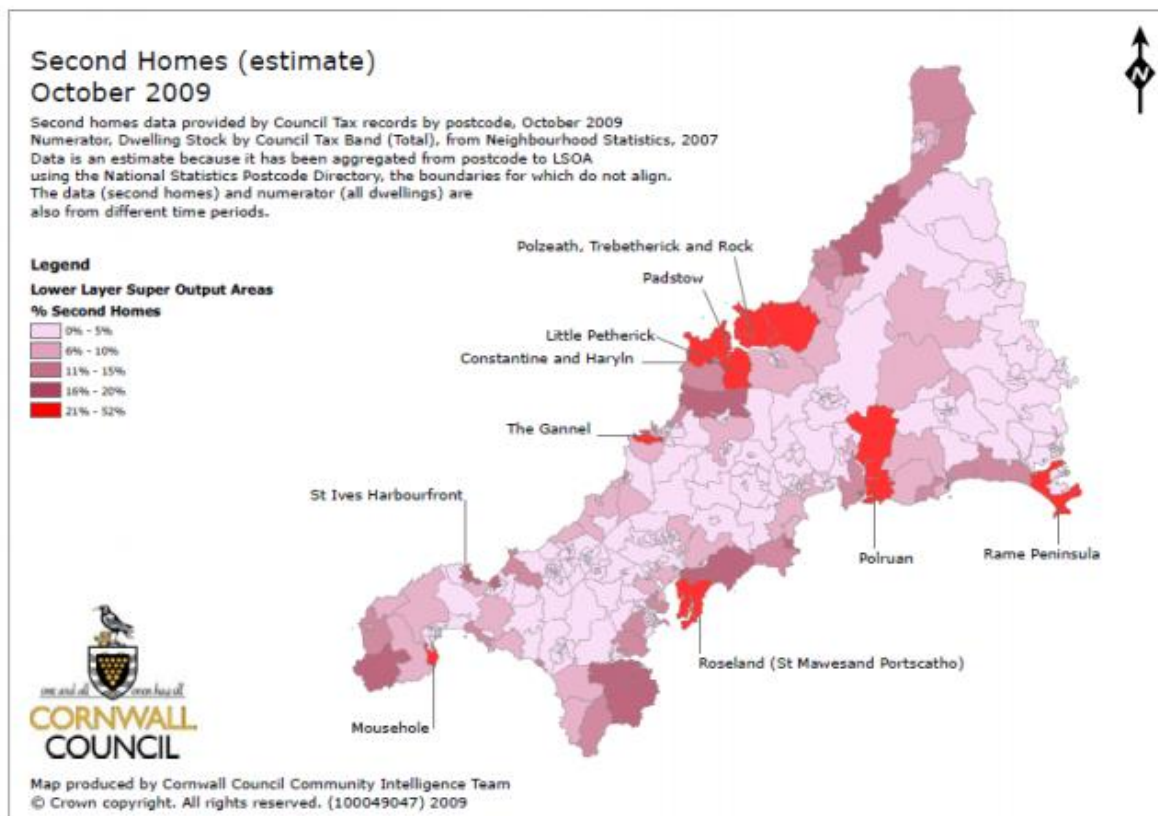 Second Homes (estimate)
October 2009
Second homes data provided by Council Tax records by postcode, October 2009
Numerator, Dwelling Stock by Council Tax Band (Total), from Neighbourhood Statistics, 2007
Data is an estimate because it has been aggregated from postcode to LSOA
using the National Statistics Postcode Directory, the boundaries for which do not align.
The data (second homes) and numerator (all dwellings) are
also from different time periods.
N
Legend
Lower Layer Super Output Areas
% Second Homes
0% - 5%
6% - 10%
11% - 15%
16% - 20%
21% - 52%
Polzeath, Trebetherick and Rock
Padstow
Little Petherick
Constantine and Haryln
The Gannel
St Ives Harbourfront
Polruan
Rame Peninsula
Roseland (St Mawesand Portscatho)
Mousehole
one and all onen hag oll
CORNWALL
COUNCIL
Map produced by Cornwall Council Community Intelligence Team
© Crown copyright. All rights reserved. (100049047) 2009